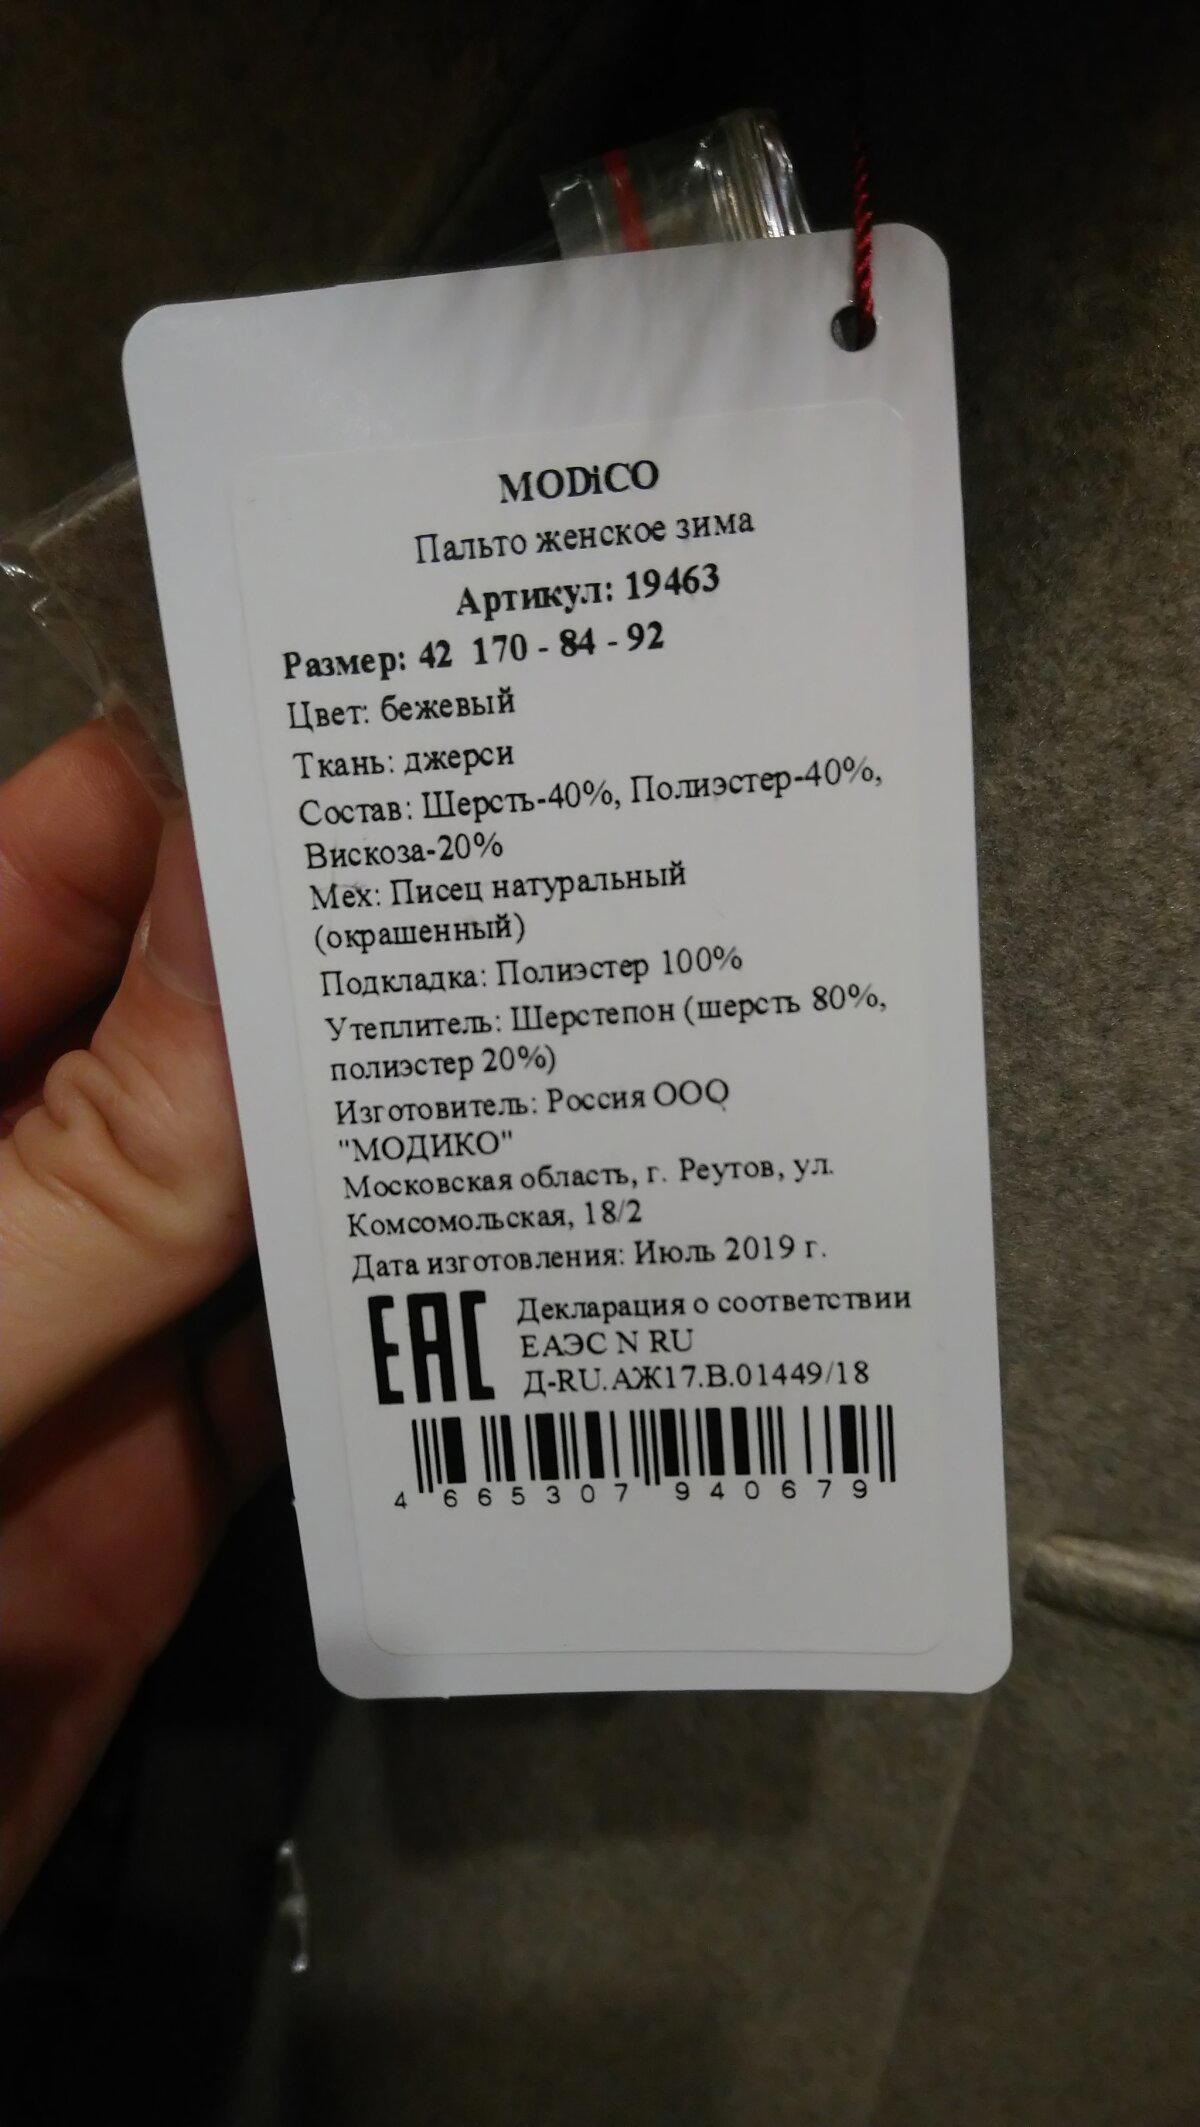 MODiCO
Пальто женское зима
Артикул: 19463
Размер: 42 170 - 84 - 92
Цвет: бежевый
Ткань: джерси
Состав: Шерсть-40%, Полиэстер-40%,
Вискоза-20%
Мех: Писец натуральный
(окрашенный)
Подкладка: Полиэстер 100%
Утеплитель: Шерстепон (шерсть 80%,
полиэстер 20%)
Изготовитель: Россия ООО
"МОДИКО"
Московская область, г. Реутов, ул.
Комсомольская, 18/2
Дата изготовления: Июль 2019 г.
EAC
Декларация о соответствии
ЕАЭС N RU
Д-RU.АЖ17.В.01449/18
4 665307 940679